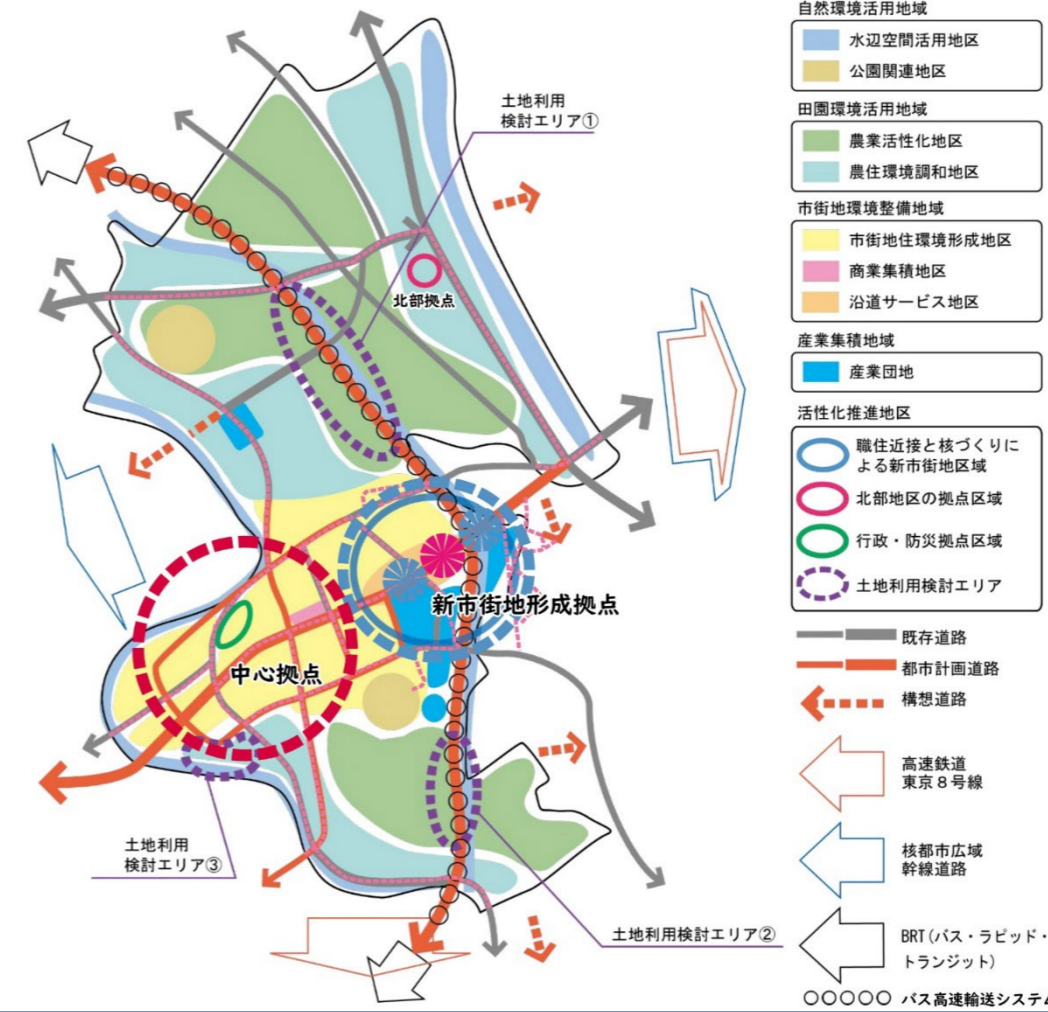 自然環境活用地域
水辺空間活用地区
公園関連地区
田園環境活用地域
農業活性化地区
農住環境調和地区
市街地環境整備地域
市街地住環境形成地区
商業集積地区
沿道サービス地区
産業集積地域
産業団地
活性化推進地区
職住近接と核づくりに
よる新市街地区域
北部地区の拠点区域
行政・防災拠点区域
土地利用検討エリア
既存道路
都市計画道路
構想道路
高速鉄道
東京８号線
核都市広域
幹線道路
BRT(バス・ラピッド・
トランジット)
バス高速輸送システ
土地利用
検討エリア①
北部拠点
新市街地形成拠点
中心拠点
土地利用
検討エリア③
土地利用検討エリア②